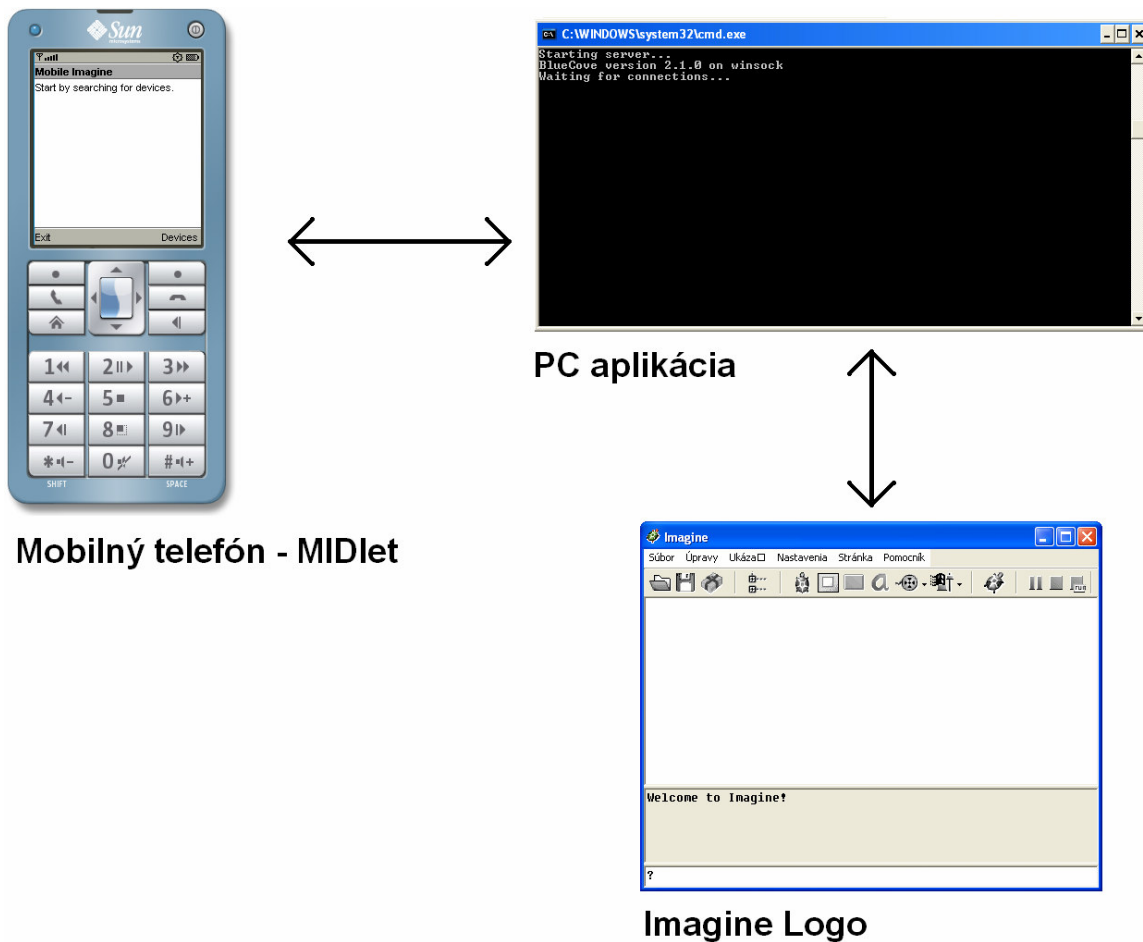 Sun
microsystems
Mobile Imagine
Start by searching for devices.
Exit
Devices
1
2
3
4 -
5
6 +
7
8
9
* -
0
# +
SHIFT
SPACE
Mobilný telefón - MIDlet
C:\WINDOWS\system32\cmd.exe
Starting server...
BlueCove version 2.1.0 on winsock
Waiting for connections...
PC aplikácia
Imagine
Súbor Úpravy Ukáza□ Nastavenia Stránka Pomocník
Welcome to Imagine!
?
Imagine Logo